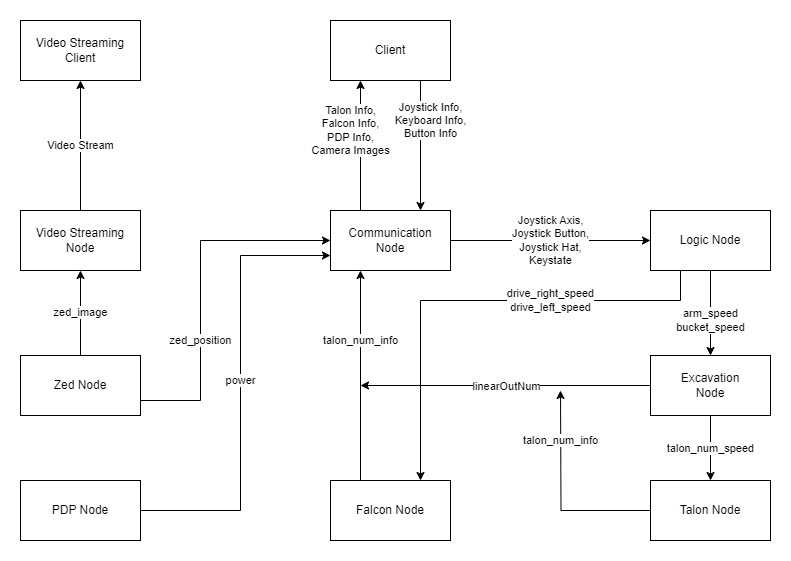 Video Streaming
Client
Client
Video Stream
Talon Info,
Falcon Info,
PDP Info,
Camera Images
Joystick Info,
Keyboard Info,
Button Info
Video Streaming
Node
Communication
Node
Joystick Axis,
Joystick Button,
Joystick Hat,
Keystate
Logic Node
zed_image
zed_position
talon_num_info
drive_right_speed
drive_left_speed
arm_speed
bucket_speed
Zed Node
power
linearOutNum
Excavation
Node
talon_num_info
talon_num_speed
PDP Node
Falcon Node
Talon Node